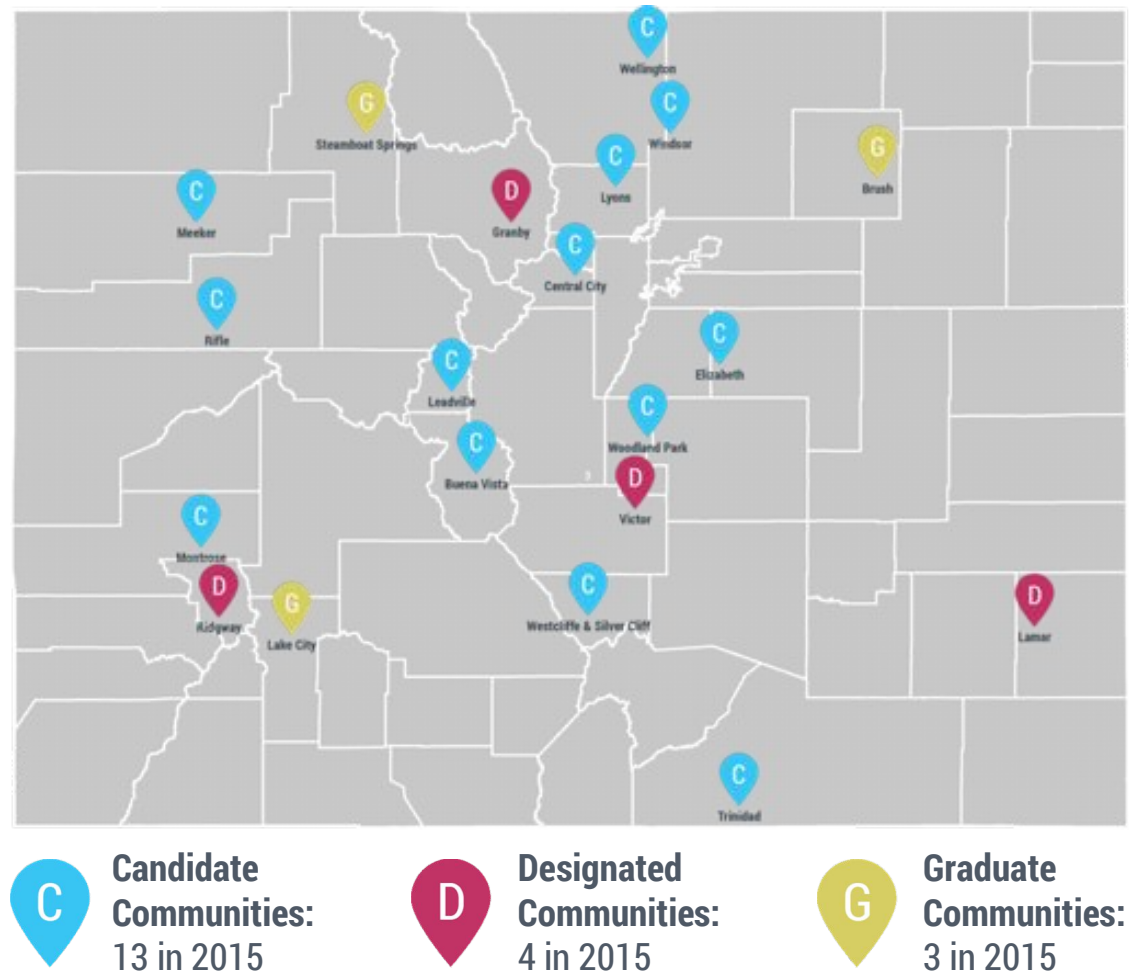 C
Wellington
C
Windsor
G
Steamboat Springs
C
Lyons
G
Brush
C
Meeker
D
Granby
C
Central City
C
Rifle
C
Elizabeth
C
Leadville
C
Woodland Park
C
Buena Vista
D
Victor
C
Montrose
D
Ridgway
G
Lake City
C
Westcliffe & Silver Cliff
D
Lamar
C
Trinidad
C
Candidate
Communities:
13 in 2015
D
Designated
Communities:
4 in 2015
G
Graduate
Communities:
3 in 2015